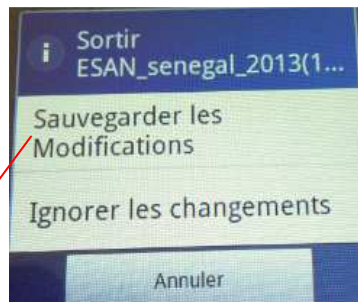 Sortir
ESAN_senegal_2013(1...
Sauvegarder les
Modifications
Ignorer les changements
Annuler